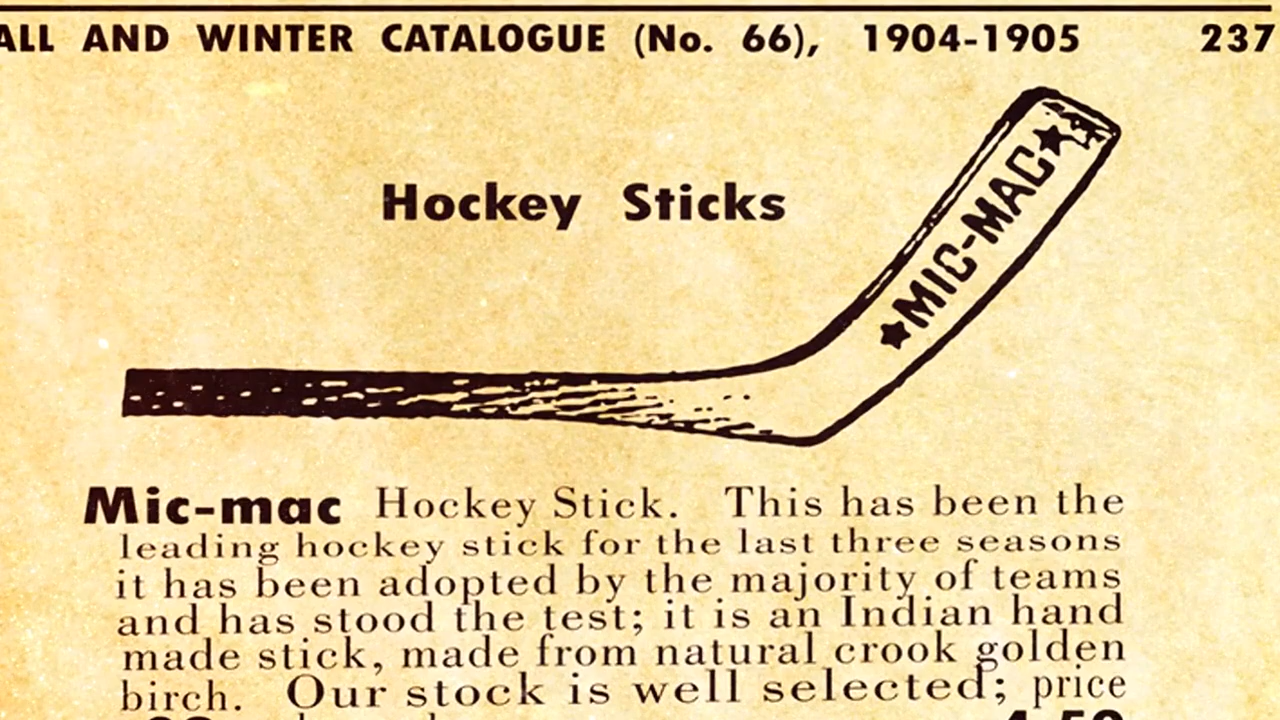 ALL AND WINTER CATALOGUE (No. 66), 1904-1905 237
Hockey Sticks
★MIC-MAC★
Mic-mac Hockey Stick. This has been the
leading hockey stick for the last three seasons
it has been adopted by the majority of teams
and has stood the test; it is an Indian hand
made stick, made from natural crook golden
birch. Our stock is well selected; price